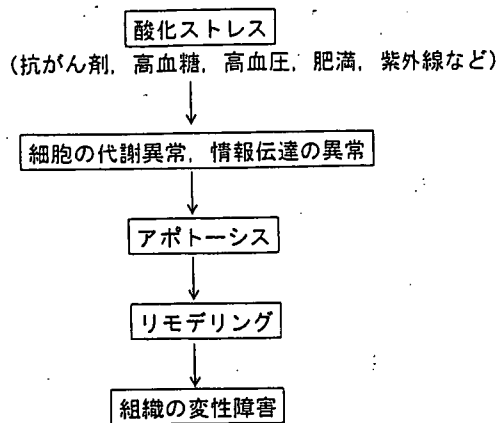 酸化ストレス
(抗がん剤，高血糖，高血圧，肥満，紫外線など)
細胞の代謝異常，情報伝達の異常
アポトーシス
リモデリング
組織の変性障害